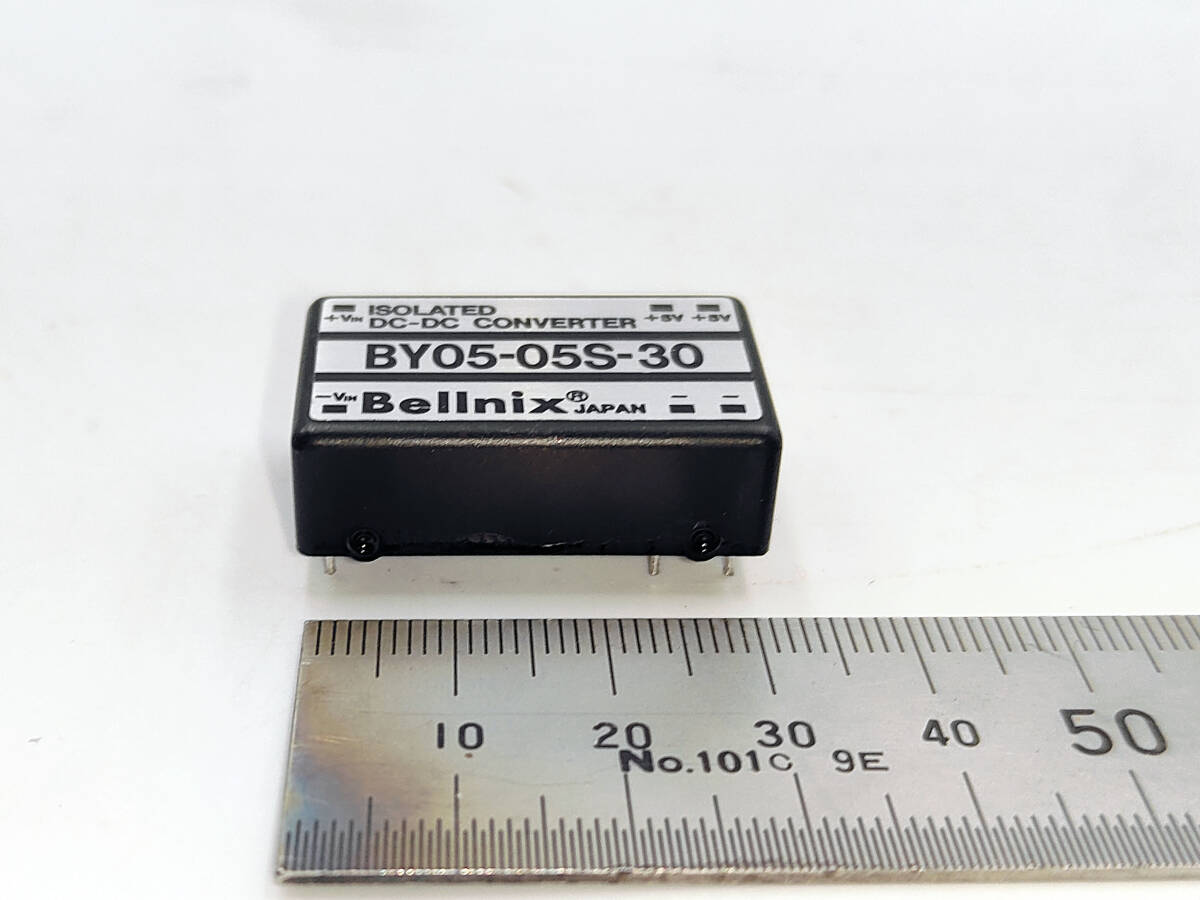 +VIN ISOLATED +5V +5V
DC-DC CONVERTER
BY05-05S-30
-VIN Bellnix® JAPAN - -
10 20 30 40 50
No.101C 9E